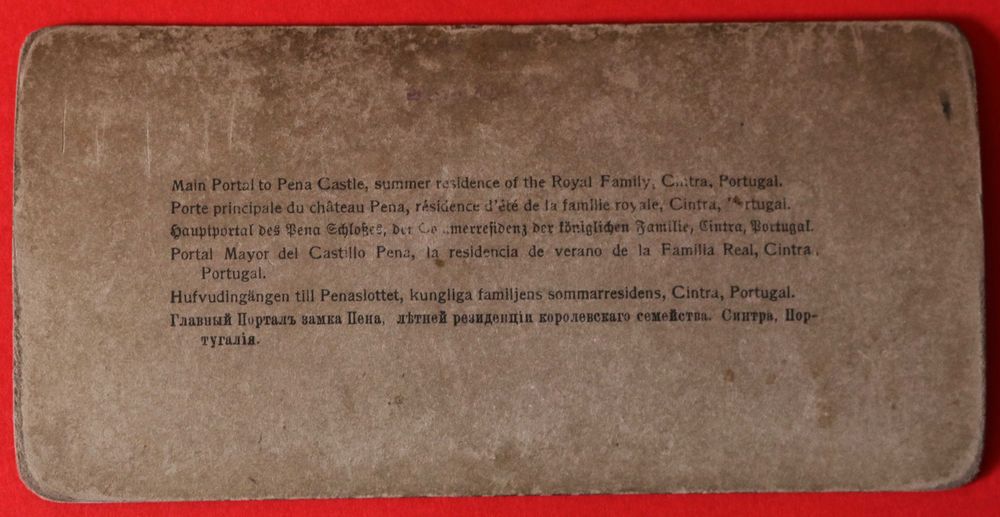 Main Portal to Pena Castle, summer residence of the Royal Family, Cintra, Portugal.
Porte principale du château Pena, résidence d'été de la famille royale, Cintra, Portugal.
Hauptportal des Pena Schloßes, der Sommerresidenz der königlichen Familie, Cintra, Portugal.
Portal Mayor del Castillo Pena, la residencia de verano de la Familia Real, Cintra,
Portugal.
Hufvudingången till Penaslottet, kungliga familjens sommarresidens, Cintra, Portugal.
Главный Порталъ замка Пена, лѣтней резиденціи королевскаго семейства. Синтра, Пор-
тугалія.